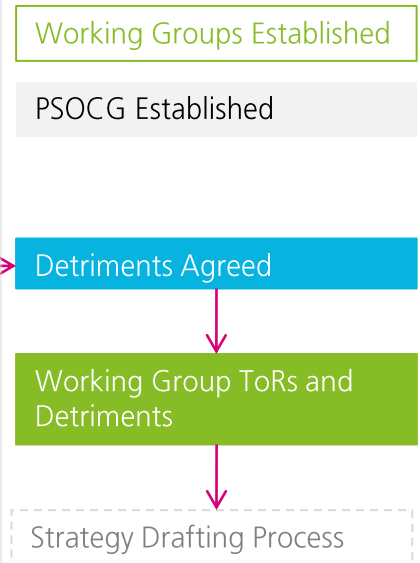 Working Groups Established
PSOCG Established
Detriments Agreed
Working Group ToRs and
Detriments
Strategy Drafting Process